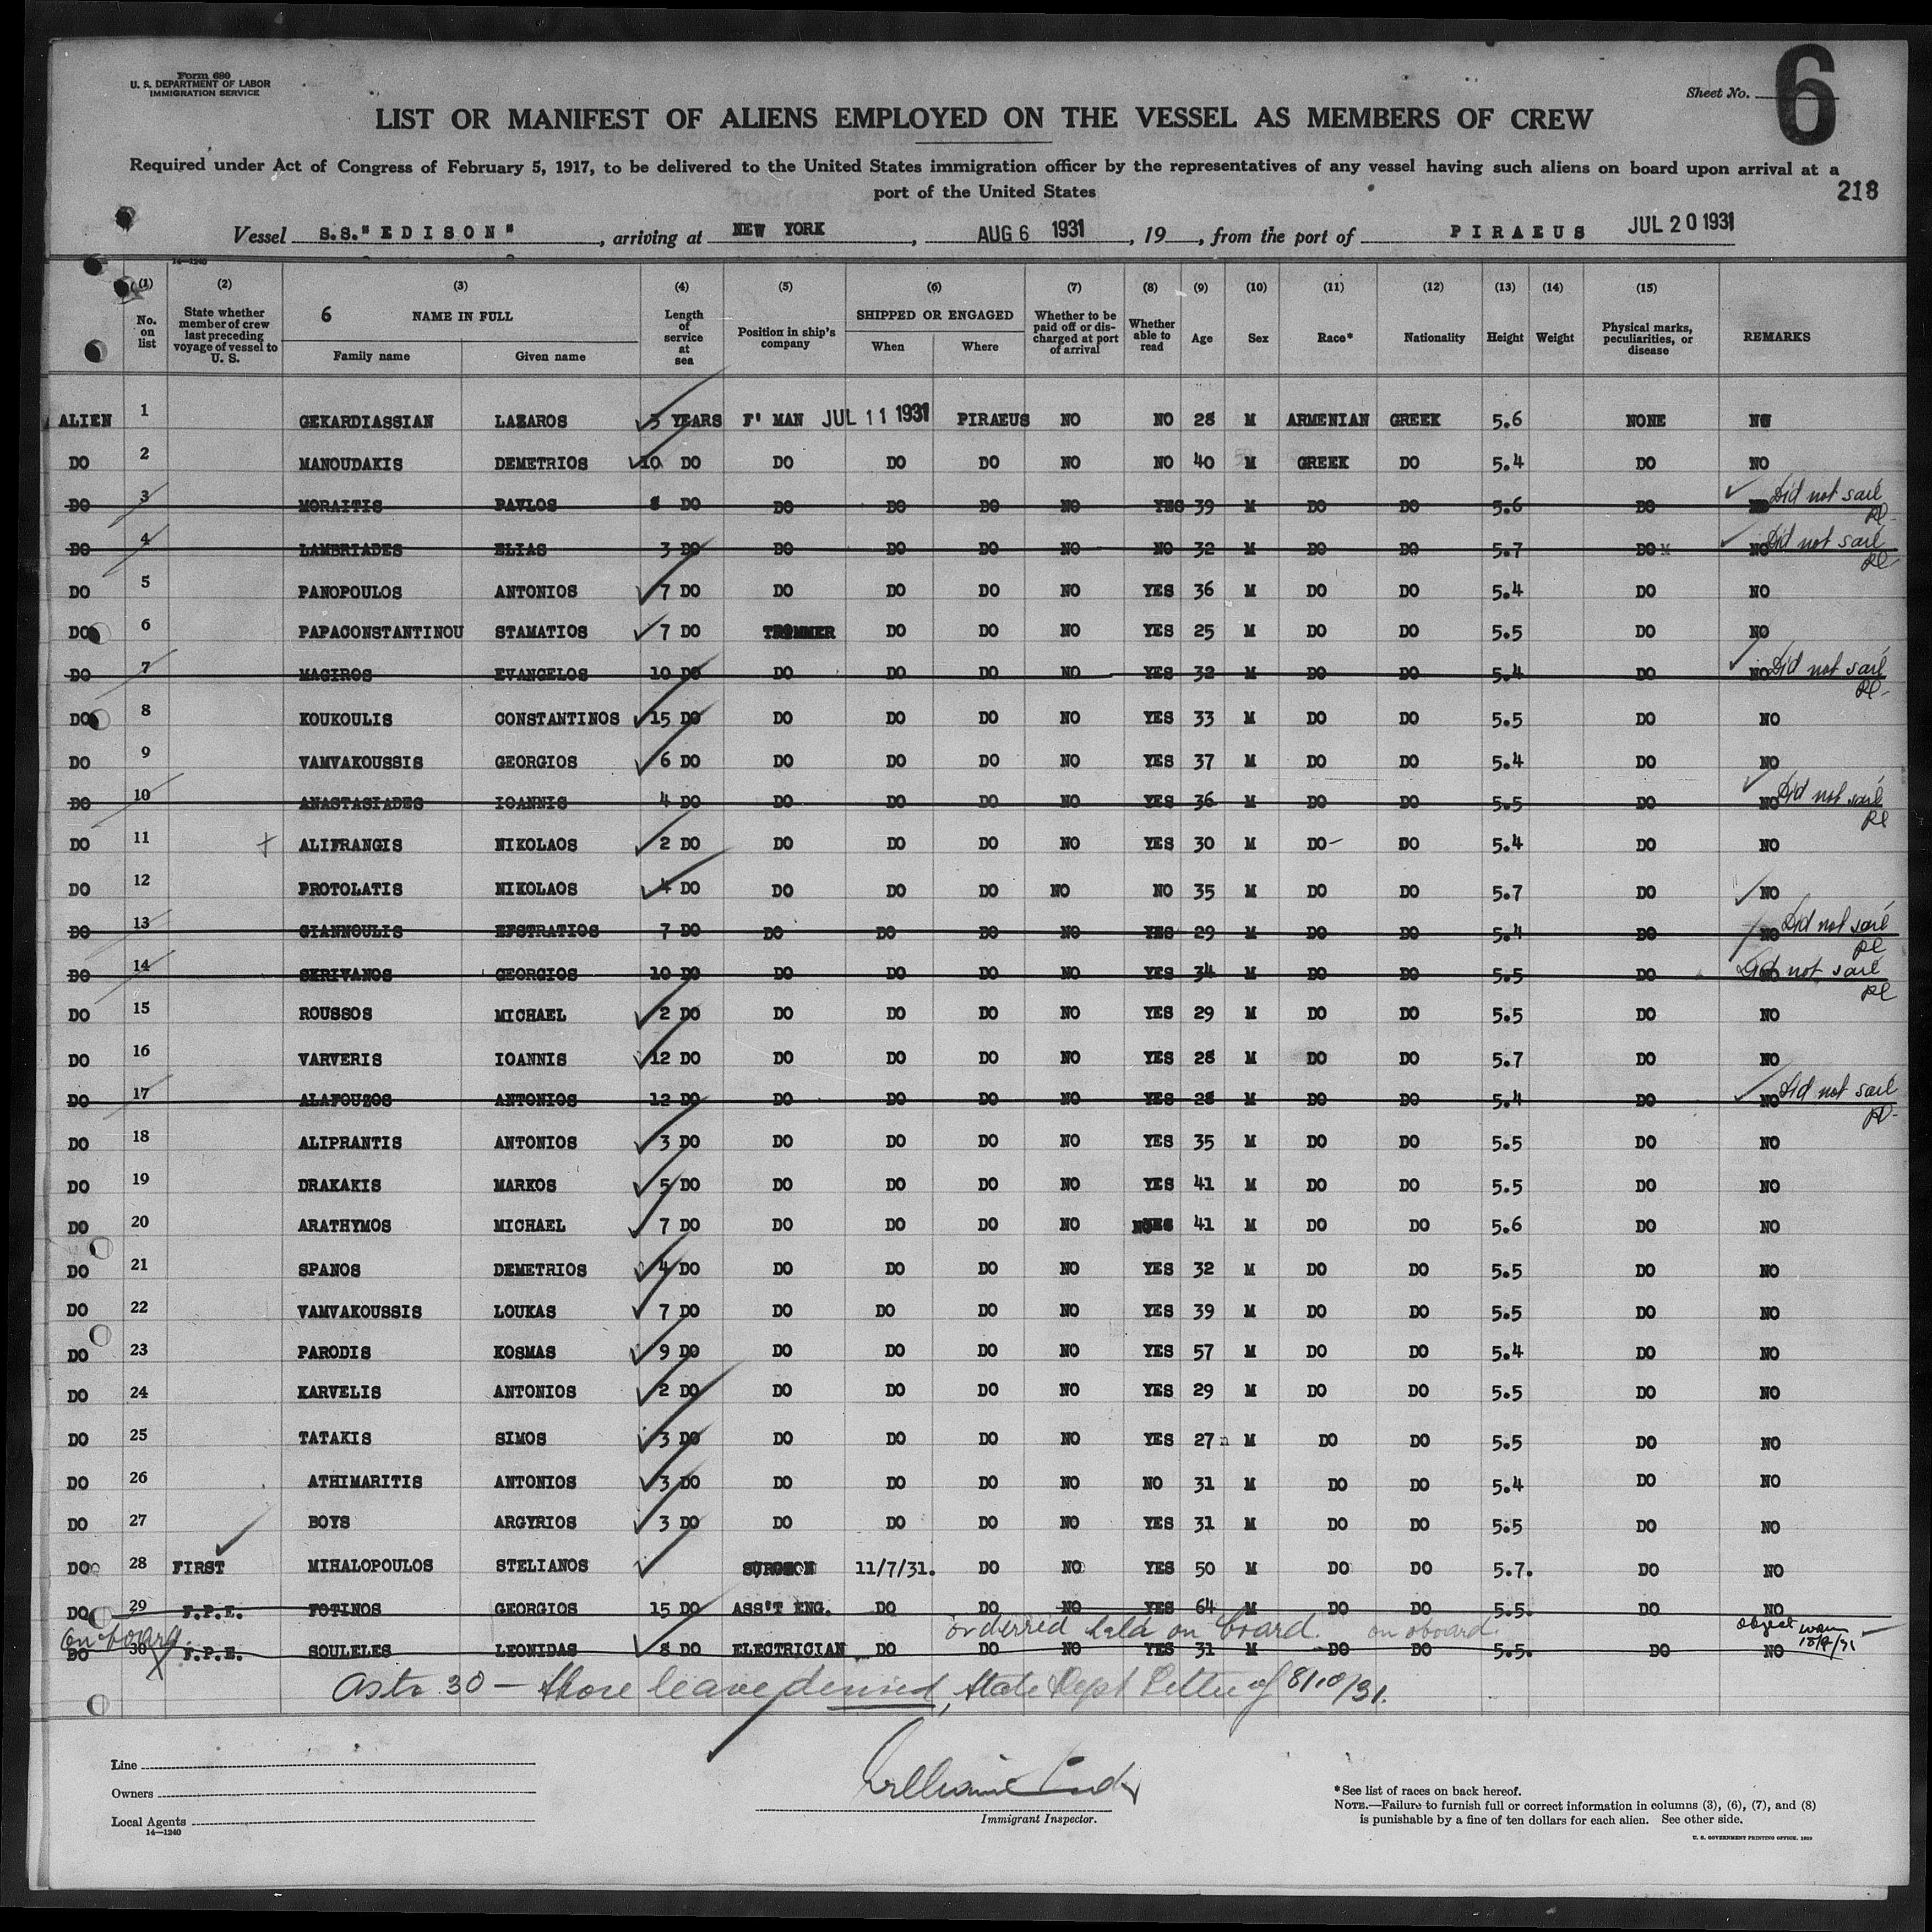 Form 680
U. S. DEPARTMENT OF LABOR
IMMIGRATION SERVICE
Sheet No. 6
LIST OR MANIFEST OF ALIENS EMPLOYED ON THE VESSEL AS MEMBERS OF CREW
Required under Act of Congress of February 5, 1917, to be delivered to the United States immigration officer by the representatives of any vessel having such aliens on board upon arrival at a
port of the United States
218
Vessel S.S."EDISON", arriving at NEW YORK, AUG 6 1931, 19, from the port of PIRAEUS JUL 20 1931
14—1240
(1) (2) (3) (4) (5) (6) (7) (8) (9) (10) (11) (12) (13) (14) (15)
No. on list State whether member of crew last preceding voyage of vessel to U. S. 6 NAME IN FULL Family name Given name Length of service at sea Position in ship's company SHIPPED OR ENGAGED When Where Whether to be paid off or discharged at port of arrival Whether able to read Age Sex Race* Nationality Height Weight Physical marks, peculiarities, or disease REMARKS
ALIEN 1 GEKARDIASSIAN LAZAROS 5 YEARS F' MAN JUL 11 1931 PIRAEUS NO NO 28 M ARMENIAN GREEK 5.6 NONE NO
DO 2 MANOUDAKIS DEMETRIOS 10 DO DO DO DO NO NO 40 M GREEK DO 5.4 DO NO
DO 3 MORAITIS PAVLOS 8 DO DO DO DO NO YES 39 M DO DO 5.6 DO NO Did not sail
DO 4 LAMBRIADES ELIAS 3 DO DO DO DO NO NO 32 M DO DO 5.7 DO NO Did not sail
DO 5 PANOPOULOS ANTONIOS 7 DO DO DO DO NO YES 36 M DO DO 5.4 DO NO
DO 6 PAPACONSTANTINOU STAMATIOS 7 DO TRIMMER DO DO NO YES 25 M DO DO 5.5 DO NO
DO 7 MAGIROS EVANGELOS 10 DO DO DO DO NO YES 32 M DO DO 5.4 DO NO Did not sail
DO 8 KOUKOULIS CONSTANTINOS 15 DO DO DO DO NO YES 33 M DO DO 5.5 DO NO
DO 9 VAMVAKOUSSIS GEORGIOS 6 DO DO DO DO NO YES 37 M DO DO 5.4 DO NO
DO 10 ANASTASIADES IOANNIS 4 DO DO DO DO NO YES 36 M DO DO 5.5 DO NO Did not sail
DO 11 ALIFRANGIS NIKOLAOS 2 DO DO DO DO NO YES 30 M DO DO 5.4 DO NO
DO 12 PROTOLATIS NIKOLAOS 4 DO DO DO DO NO NO 35 M DO DO 5.7 DO NO
DO 13 GIANNOULIS EFSTRATIOS 7 DO DO DO DO NO YES 29 M DO DO 5.4 DO NO Did not sail
DO 14 SKRIVANOS GEORGIOS 10 DO DO DO DO NO YES 34 M DO DO 5.5 DO NO Did not sail
DO 15 ROUSSOS MICHAEL 2 DO DO DO DO NO YES 29 M DO DO 5.5 DO NO
DO 16 VARVERIS IOANNIS 12 DO DO DO DO NO YES 28 M DO DO 5.7 DO NO
DO 17 ALAFOUZOS ANTONIOS 12 DO DO DO DO NO YES 28 M DO DO 5.4 DO NO Did not sail
DO 18 ALIPRANTIS ANTONIOS 3 DO DO DO DO NO YES 35 M DO DO 5.5 DO NO
DO 19 DRAKAKIS MARKOS 5 DO DO DO DO NO YES 41 M DO DO 5.5 DO NO
DO 20 ARATHYMOS MICHAEL 7 DO DO DO DO NO YES 41 M DO DO 5.6 DO NO
DO 21 SPANOS DEMETRIOS 4 DO DO DO DO NO YES 32 M DO DO 5.5 DO NO
DO 22 VAMVAKOUSSIS LOUKAS 7 DO DO DO DO NO YES 39 M DO DO 5.5 DO NO
DO 23 PARODIS KOSMAS 9 DO DO DO DO NO YES 57 M DO DO 5.4 DO NO
DO 24 KARVELIS ANTONIOS 2 DO DO DO DO NO YES 29 M DO DO 5.5 DO NO
DO 25 TATAKIS SIMOS 3 DO DO DO DO NO YES 27 M DO DO 5.5 DO NO
DO 26 ATHIMARITIS ANTONIOS 3 DO DO DO DO NO NO 31 M DO DO 5.4 DO NO
DO 27 BOYS ARGYRIOS 3 DO DO DO DO NO YES 31 M DO DO 5.5 DO NO
DO 28 FIRST MIHALOPOULOS STELIANOS SURGEON 11/7/31. DO NO YES 50 M DO DO 5.7. DO NO
DO 29 F.P.E. FOTINOS GEORGIOS 15 DO ASS'T ENG. DO DO NO YES 64 M DO DO 5.5. DO NO
On board orderred held on board. on board.
DO 30 F.P.E. SOULELES LEONIDAS 8 DO ELECTRICIAN DO DO NO YES 31 M DO DO 5.5. DO NO
As to 30 — shore leave denied, State Dept Letter of 8/10/31.
Line
Owners
Local Agents
14—1240
Immigrant Inspector.
*See list of races on back hereof.
NOTE.—Failure to furnish full or correct information in columns (3), (6), (7), and (8)
is punishable by a fine of ten dollars for each alien. See other side.
U. S. GOVERNMENT PRINTING OFFICE. 1929